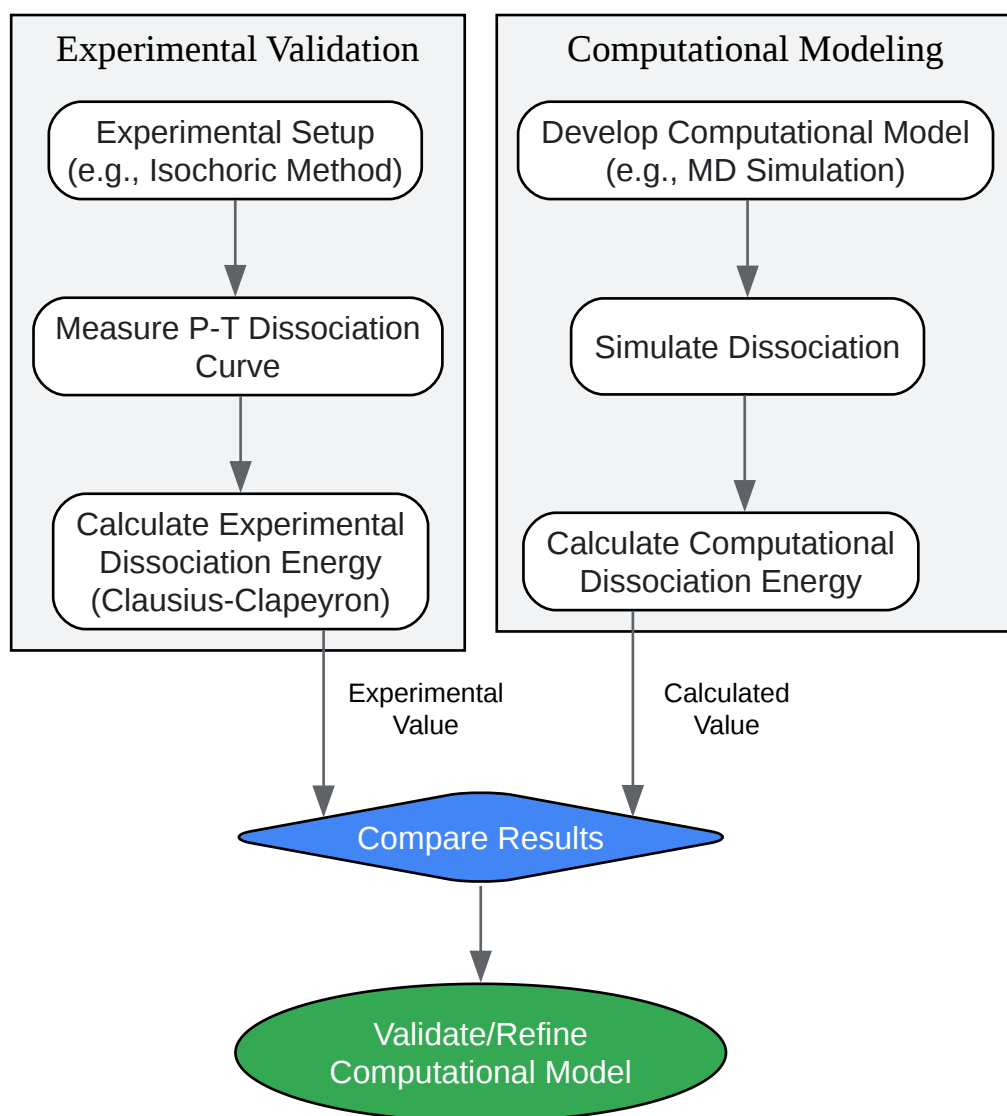 Experimental Validation
Experimental Setup
(e.g., Isochoric Method)
Measure P-T Dissociation
Curve
Calculate Experimental
Dissociation Energy
(Clausius-Clapeyron)
Computational Modeling
Develop Computational Model
(e.g., MD Simulation)
Simulate Dissociation
Calculate Computational
Dissociation Energy
Experimental
Value
Calculated
Value
Compare Results
Validate/Refine
Computational Model